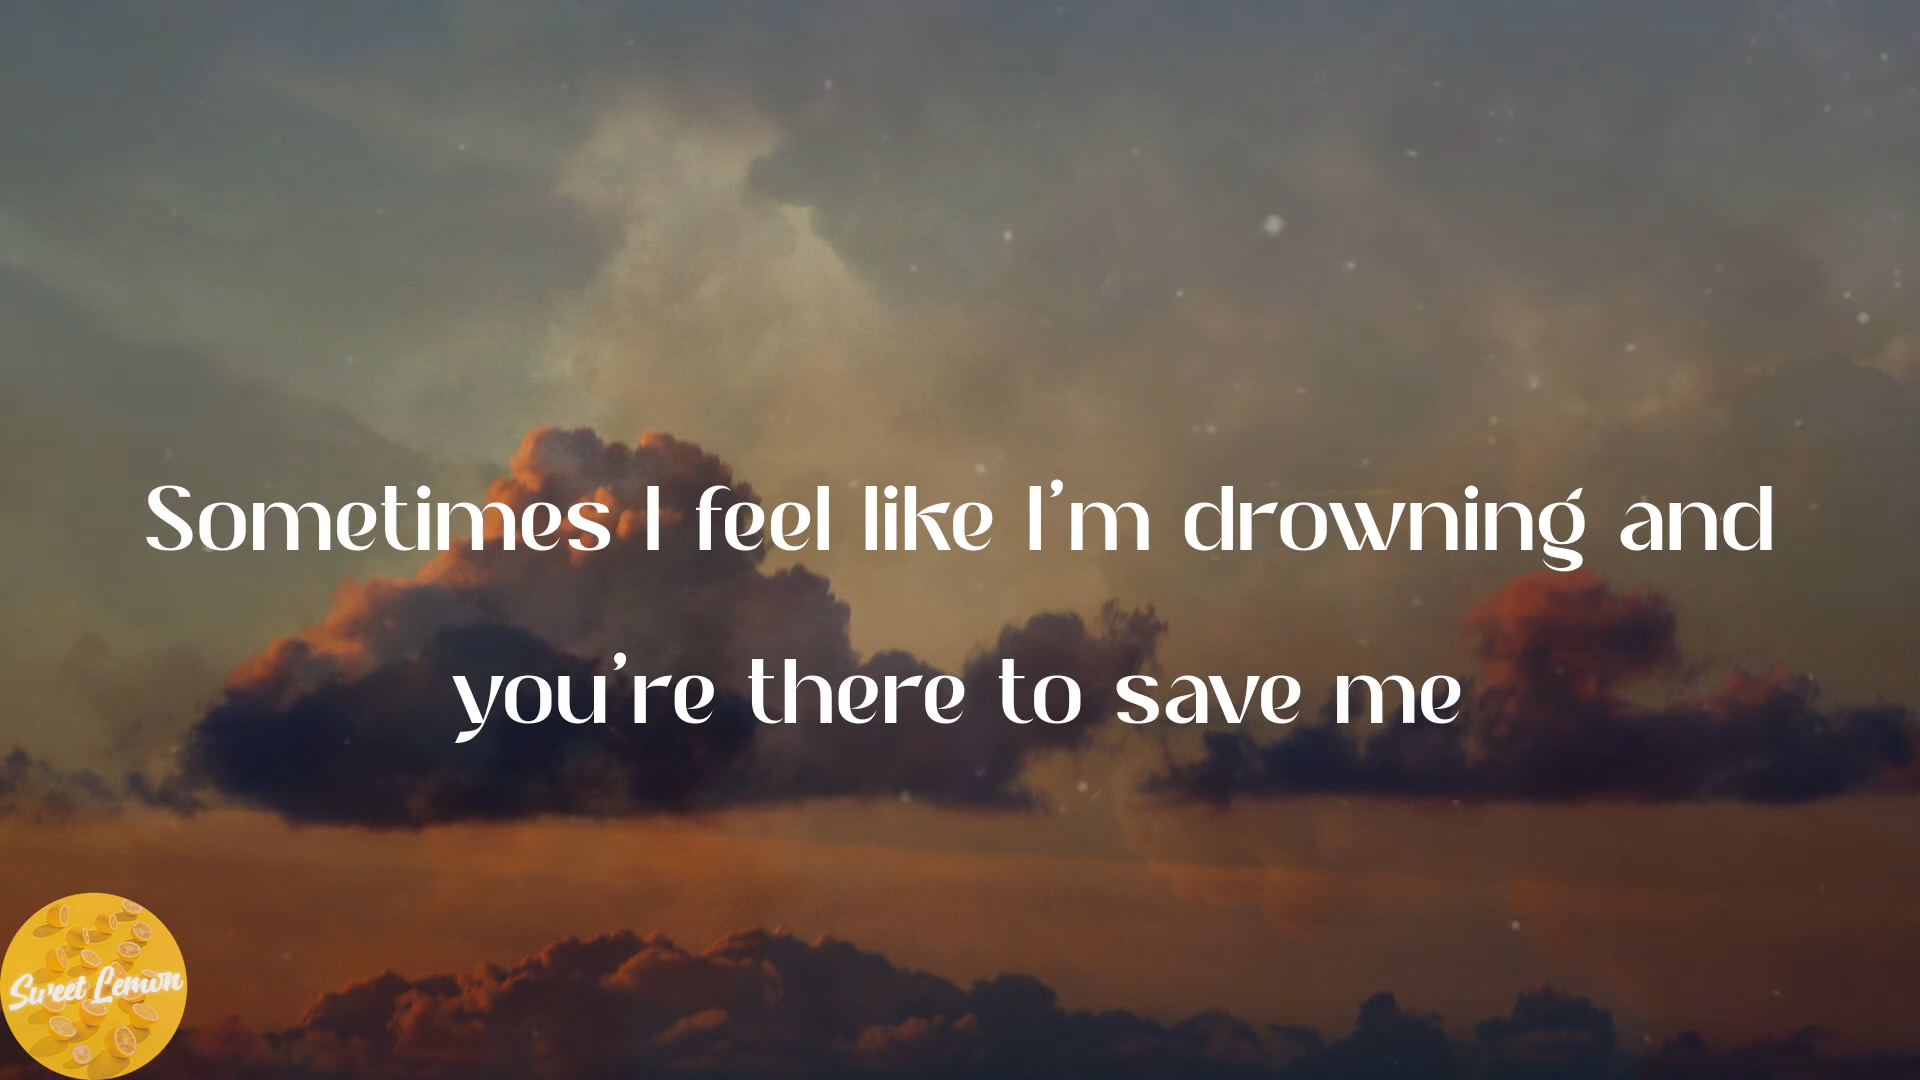 Sometimes I feel like I'm drowning and
you're there to save me
Sweet Lemon